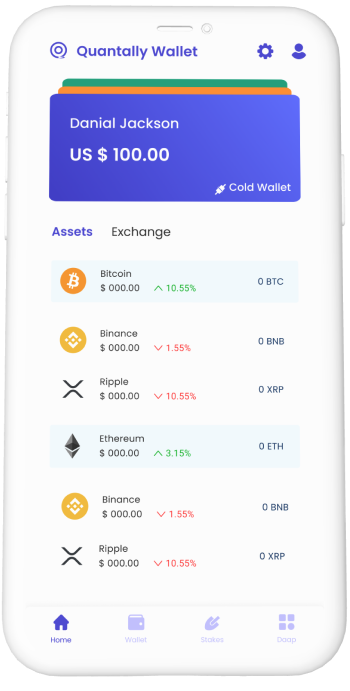 Quantally Wallet
Danial Jackson
US $ 100.00
Cold Wallet
Assets Exchange
Bitcoin
$ 000.00 10.55% 0 BTC
Binance
$ 000.00 1.55% 0 BNB
Ripple
$ 000.00 10.55% 0 XRP
Ethereum
$ 000.00 3.15% 0 ETH
Binance
$ 000.00 1.55% 0 BNB
Ripple
$ 000.00 10.55% 0 XRP
Home Wallet Stakes Daap